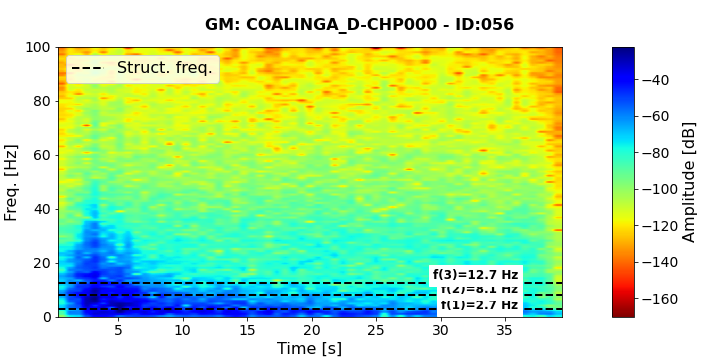 GM: COALINGA_D-CHP000 - ID:056
100
80
60
40
20
0
Freq. [Hz]
Struct. freq.
f(3)=12.7 Hz
f(2)=8.1 Hz
f(1)=2.7 Hz
5 10 15 20 25 30 35
Time [s]
−40
−60
−80
−100
−120
−140
−160
Amplitude [dB]